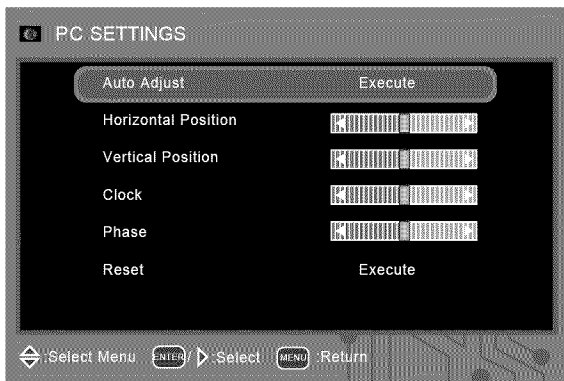 PC SETTINGS
Auto Adjust Execute
Horizontal Position
Vertical Position
Clock
Phase
Reset Execute
:Select Menu ENTER / :Select MENU :Return